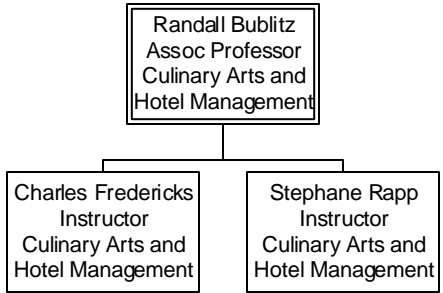 Randall Bublitz
Assoc Professor
Culinary Arts and
Hotel Management
Charles Fredericks
Instructor
Culinary Arts and
Hotel Management
Stephane Rapp
Instructor
Culinary Arts and
Hotel Management